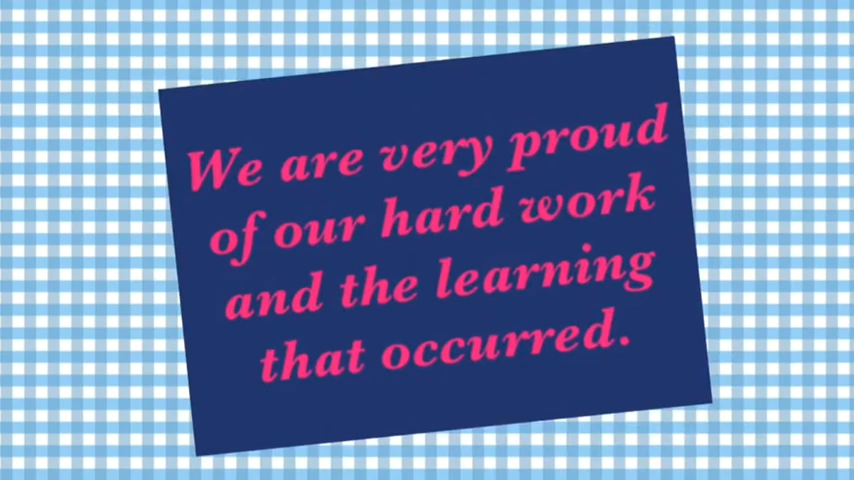 We are very proud
of our hard work
and the learning
that occurred.